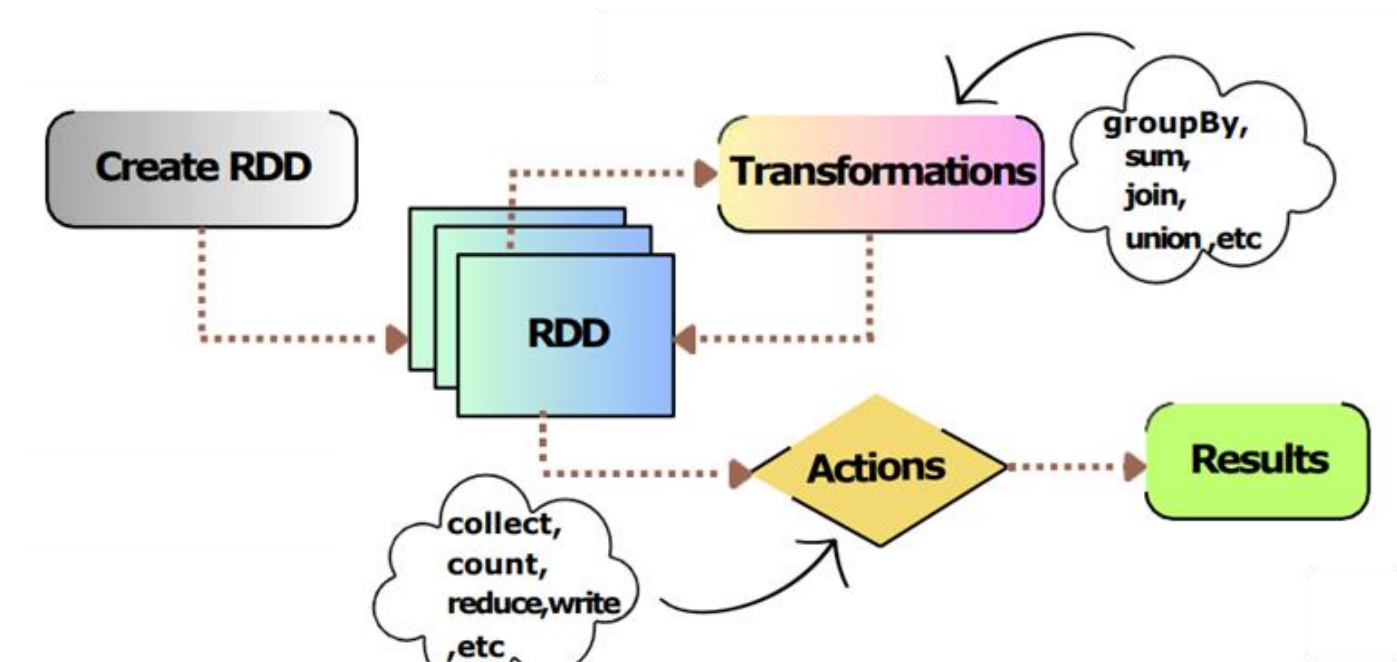 Create RDD
Transformations
groupBy,
sum,
join,
union ,etc
RDD
Actions
Results
collect,
count,
reduce,write
,etc